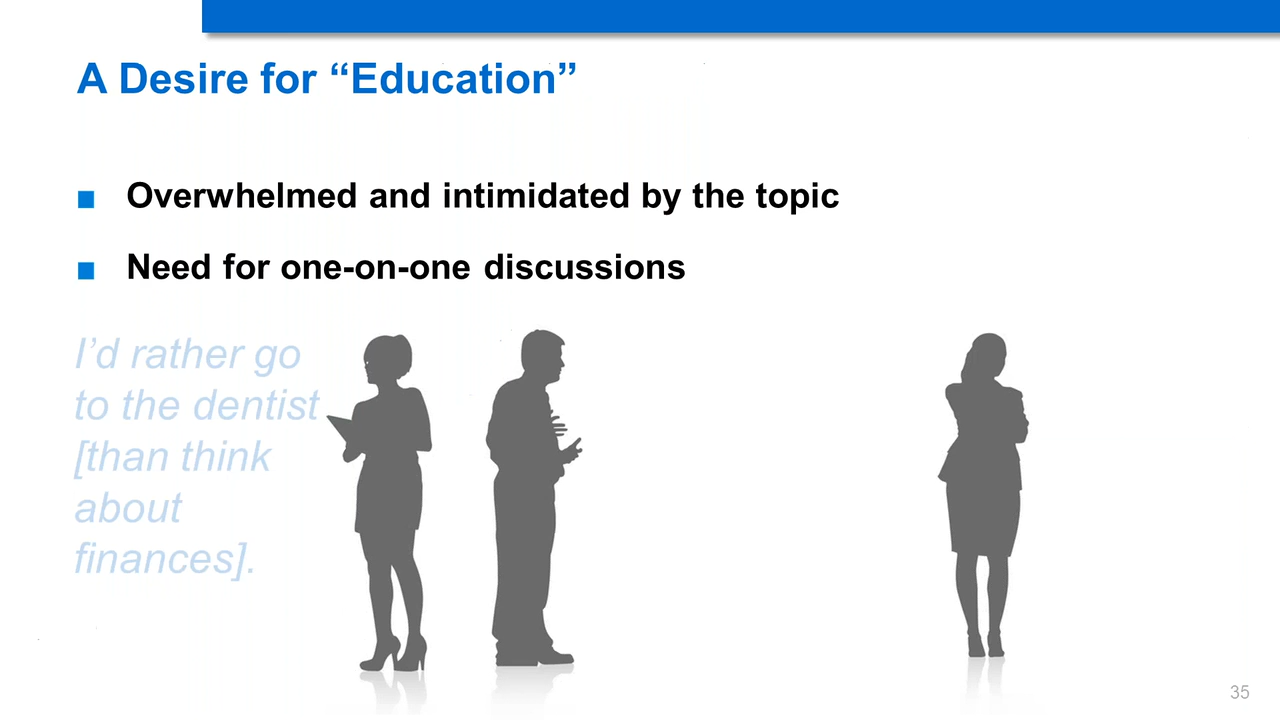 A Desire for “Education”
Overwhelmed and intimidated by the topic
Need for one-on-one discussions
I’d rather go
to the dentist
[than think
about
finances].
35